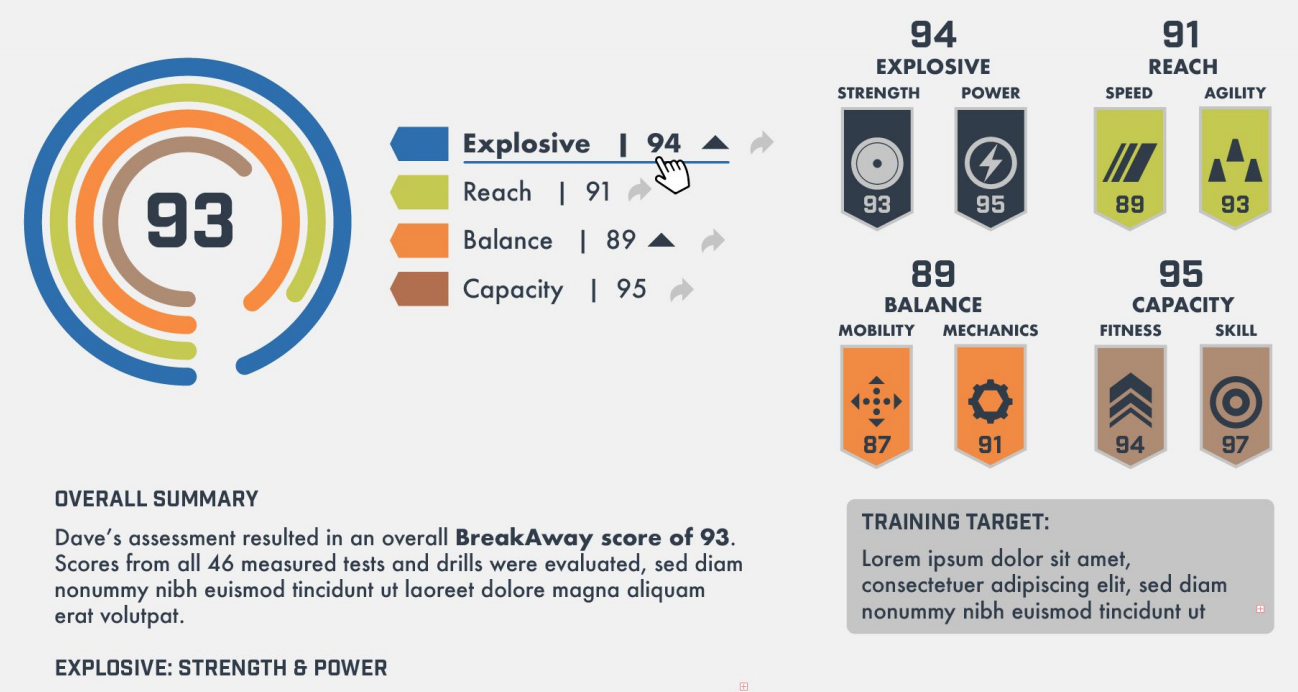 93
Explosive | 94
Reach | 91
Balance | 89
Capacity | 95
94
EXPLOSIVE
STRENGTH POWER
93 95
91
REACH
SPEED AGILITY
89 93
89
BALANCE
MOBILITY MECHANICS
87 91
95
CAPACITY
FITNESS SKILL
94 97
OVERALL SUMMARY
Dave's assessment resulted in an overall BreakAway score of 93.
Scores from all 46 measured tests and drills were evaluated, sed diam
nonummy nibh euismod tincidunt ut laoreet dolore magna aliquam
erat volutpat.
EXPLOSIVE: STRENGTH & POWER
TRAINING TARGET:
Lorem ipsum dolor sit amet,
consectetuer adipiscing elit, sed diam
nonummy nibh euismod tincidunt ut